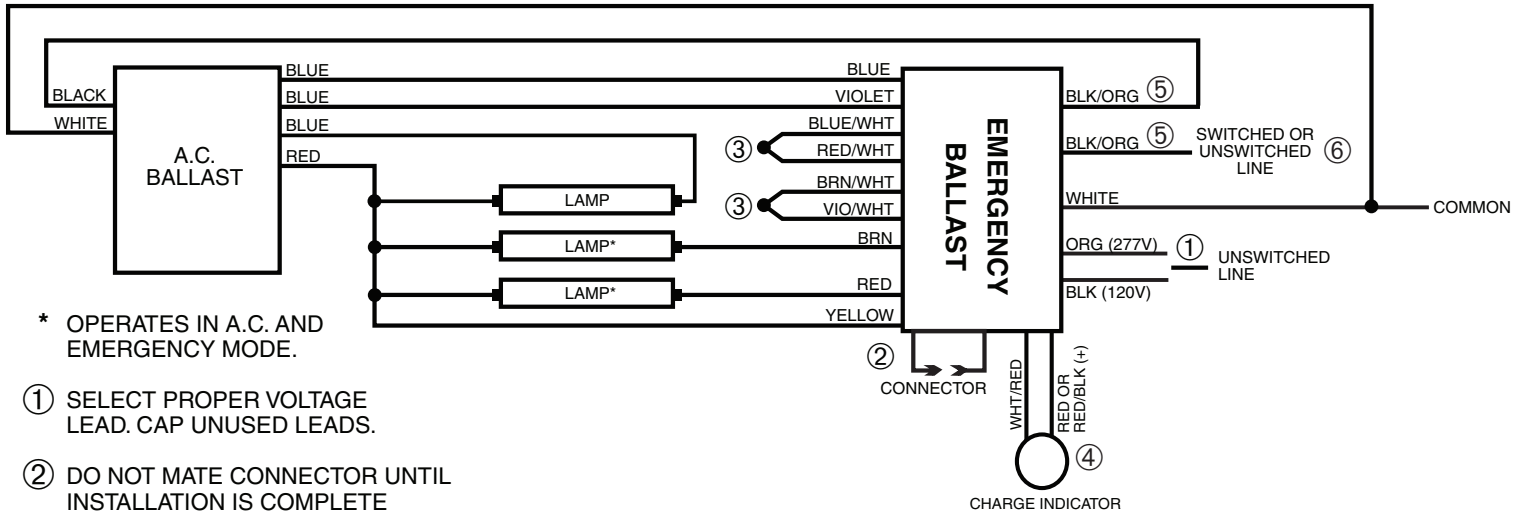 BLACK
WHITE
A.C.
BALLAST
BLUE
BLUE
BLUE
RED
LAMP
LAMP*
LAMP*
BLUE
VIOLET
BLUE/WHT
RED/WHT
③
BRN/WHT
VIO/WHT
③
BRN
RED
YELLOW
EMERGENCY
BALLAST
BLK/ORG ⑤
BLK/ORG ⑤
SWITCHED OR
UNSWITCHED ⑥
LINE
WHITE
COMMON
ORG (277V)
①
UNSWITCHED
LINE
BLK (120V)
②
CONNECTOR
WHT/RED
RED OR
RED/BLK (+)
④
CHARGE INDICATOR
* OPERATES IN A.C. AND
EMERGENCY MODE.
① SELECT PROPER VOLTAGE
LEAD. CAP UNUSED LEADS.
② DO NOT MATE CONNECTOR UNTIL
INSTALLATION IS COMPLETE